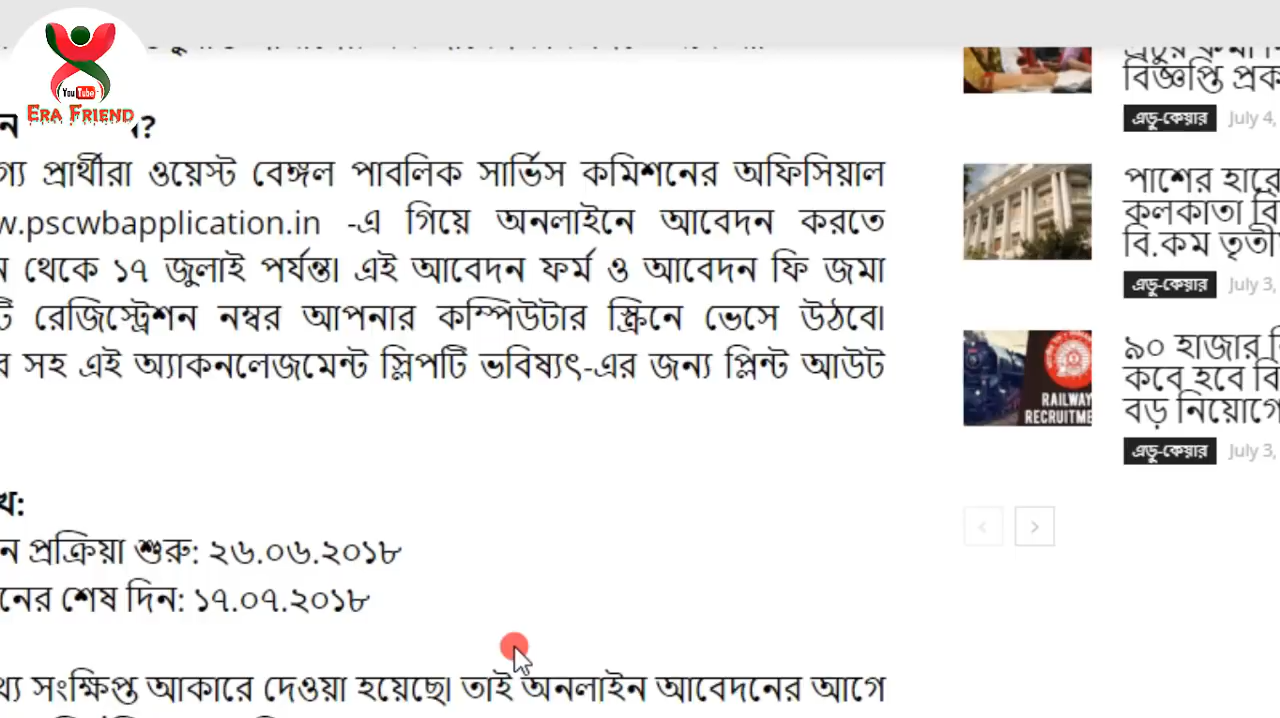 You Tube
ERA FRIEND
?
প্রার্থীরা ওয়েস্ট বেঙ্গল পাবলিক সার্ভিস কমিশনের অফিসিয়াল
w.pscwbapplication.in -এ গিয়ে অনলাইনে আবেদন করতে
থেকে ১৭ জুলাই পর্যন্ত। এই আবেদন ফর্ম ও আবেদন ফি জমা
টি রেজিস্ট্রেশন নম্বর আপনার কম্পিউটার স্ক্রিনে ভেসে উঠবে।
সহ এই অ্যাকনলেজমেন্ট স্লিপটি ভবিষ্যৎ-এর জন্য প্লিন্ট আউট
খ:
ন প্রক্রিয়া শুরু: ২৬.০৬.২০১৮
নের শেষ দিন: ১৭.০৭.২০১৮
থ্য সংক্ষিপ্ত আকারে দেওয়া হয়েছে। তাই অনলাইন আবেদনের আগে
বিজ্ঞপ্তি প্রক
এডু-কেয়ার July 4,
পাশের হারে
কলকাতা বি
বি.কম তৃতী
এডু-কেয়ার July 3,
RAILWAY
RECRUITME
৯০ হাজার নি
কবে হবে বি
বড় নিয়োগে
এডু-কেয়ার July 3,